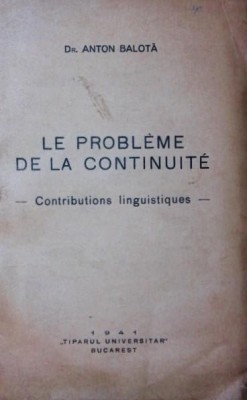 DR. ANTON BALOTĂ
LE PROBLÈME
DE LA CONTINUITÉ
— Contributions linguistiques —
1941
„TIPARUL UNIVERSITAR”
BUCAREST